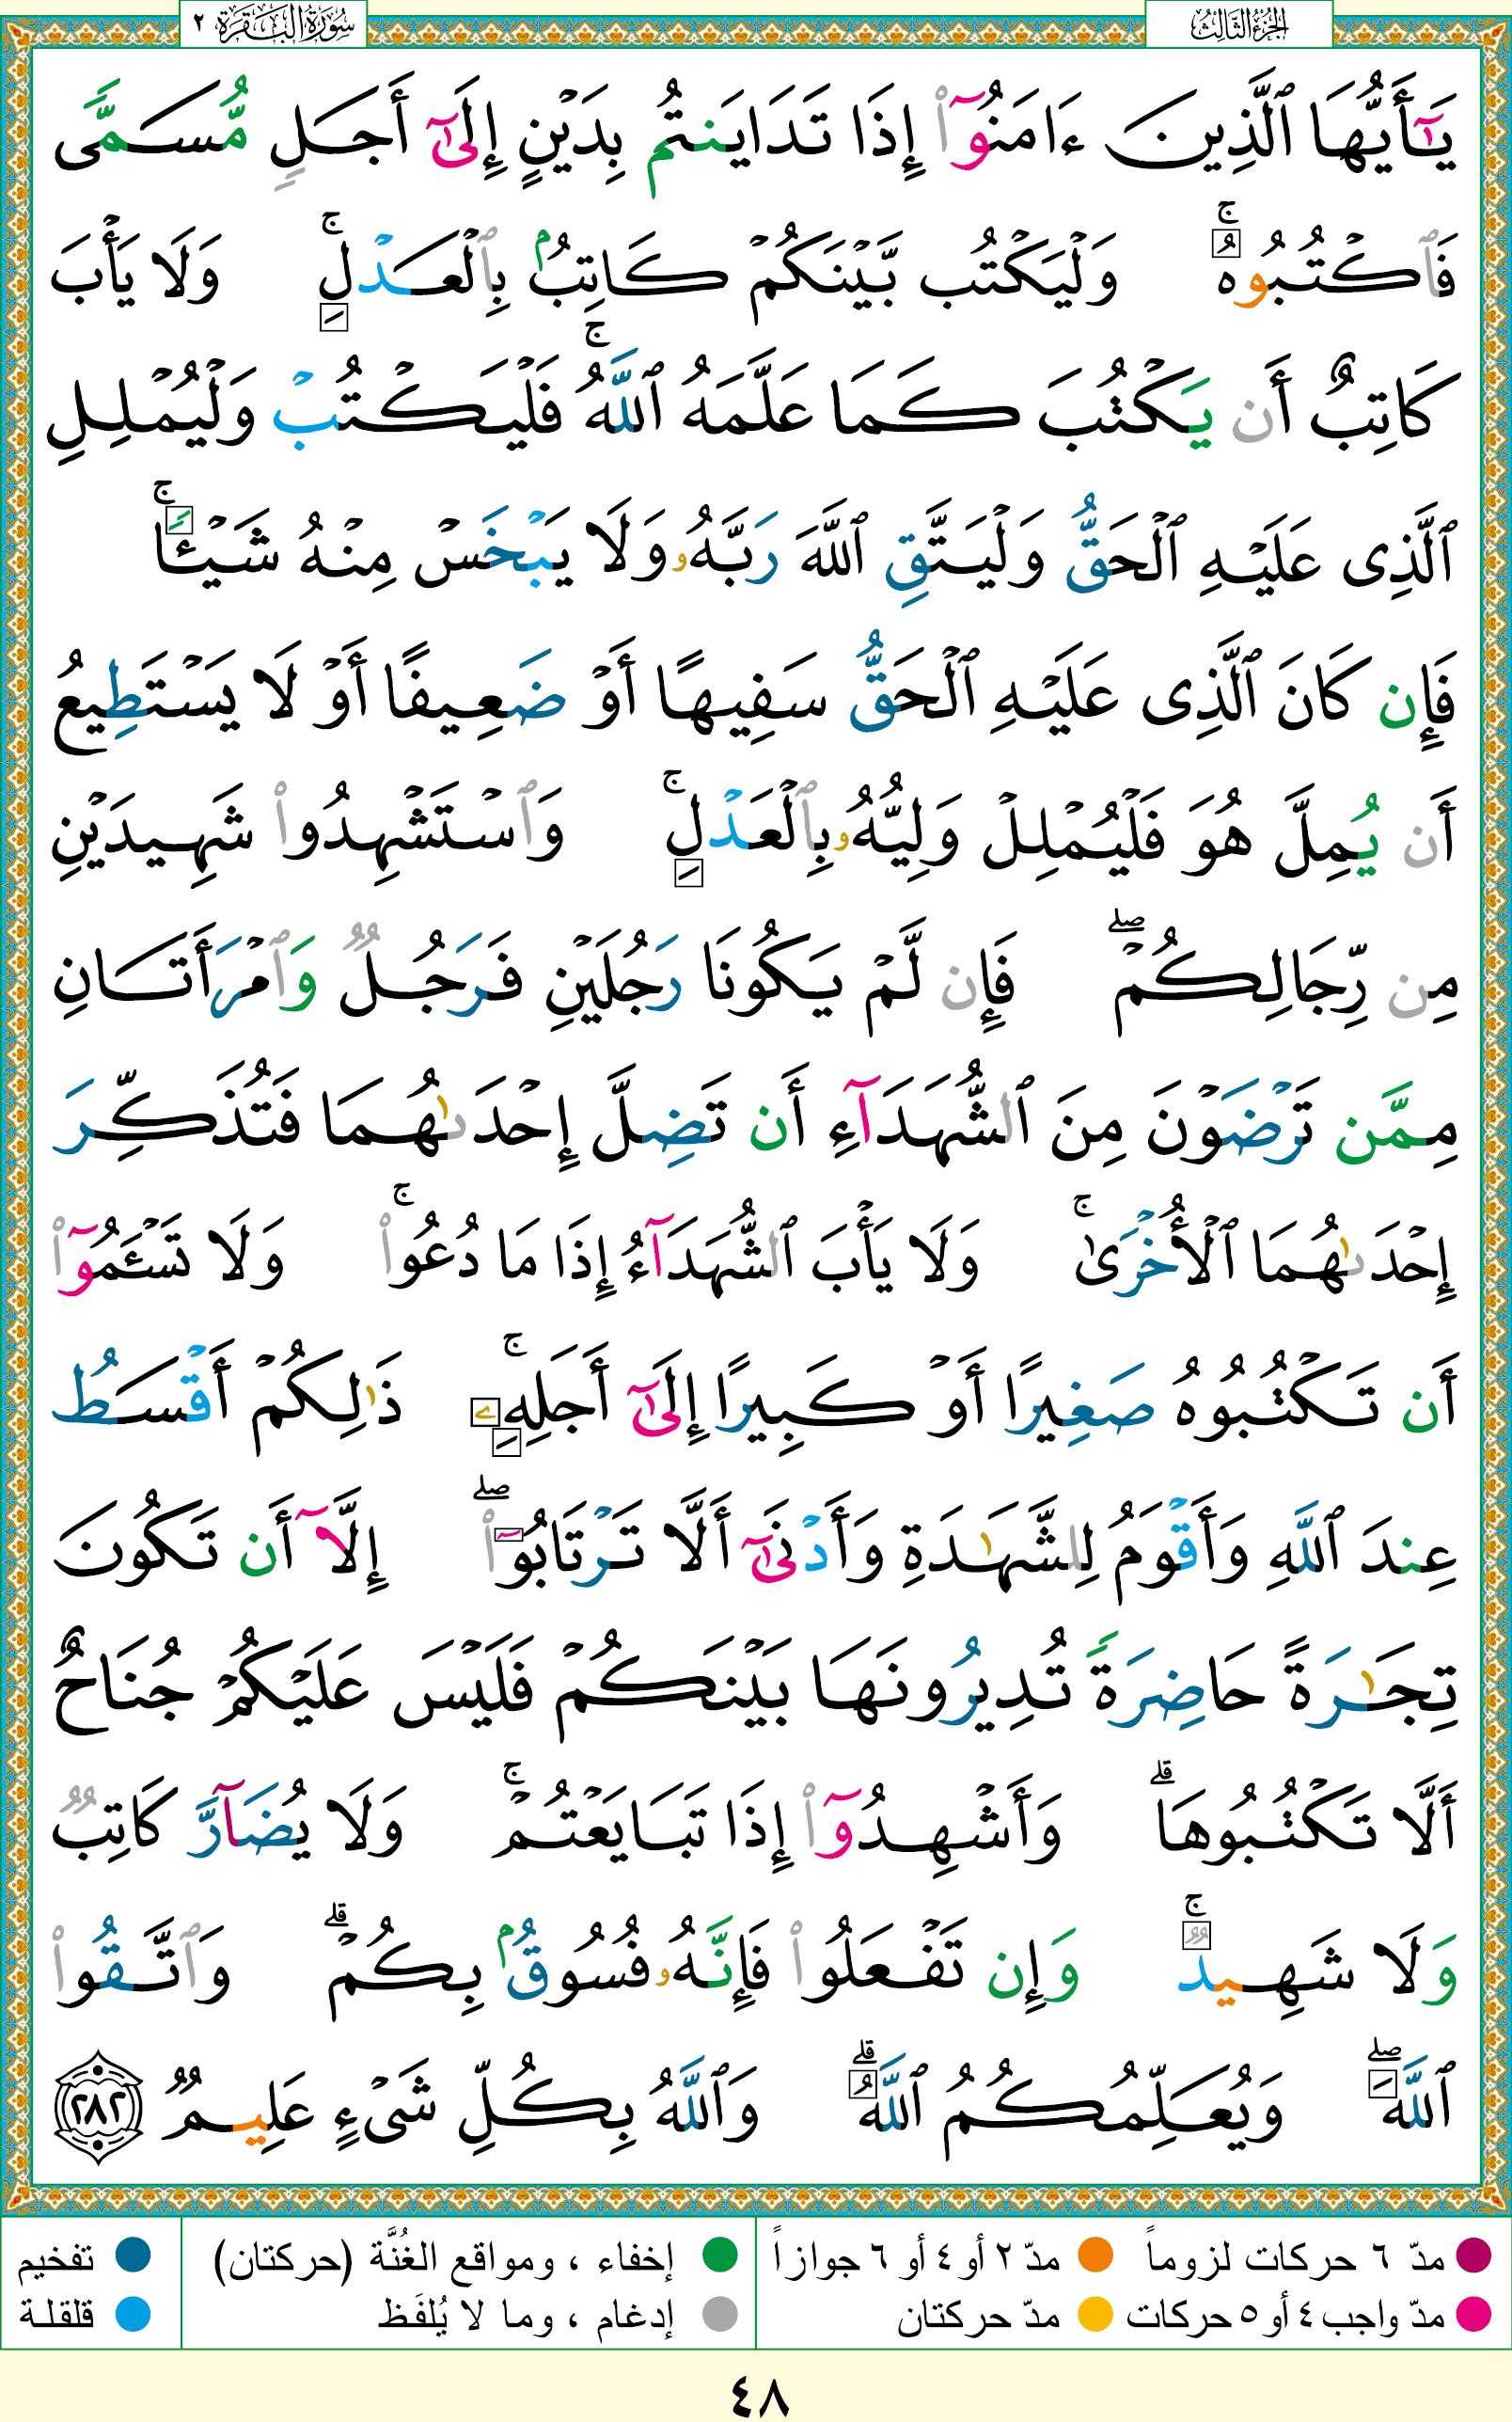 الجزء الثالث
سورة البقرة ٢
يَٰٓأَيُّهَا ٱلَّذِينَ ءَامَنُوٓا۟ إِذَا تَدَايَنتُم بِدَيْنٍ إِلَىٰٓ أَجَلٍ مُّسَمًّى
فَٱكْتُبُوهُ ۚ وَلْيَكْتُب بَّيْنَكُمْ كَاتِبٌۢ بِٱلْعَدْلِ ۚ وَلَا يَأْبَ
كَاتِبٌ أَن يَكْتُبَ كَمَا عَلَّمَهُ ٱللَّهُ ۚ فَلْيَكْتُبْ وَلْيُمْلِلِ
ٱلَّذِى عَلَيْهِ ٱلْحَقُّ وَلْيَتَّقِ ٱللَّهَ رَبَّهُۥ وَلَا يَبْخَسْ مِنْهُ شَيْـًٔا ۚ
فَإِن كَانَ ٱلَّذِى عَلَيْهِ ٱلْحَقُّ سَفِيهًا أَوْ ضَعِيفًا أَوْ لَا يَسْتَطِيعُ
أَن يُمِلَّ هُوَ فَلْيُمْلِلْ وَلِيُّهُۥ بِٱلْعَدْلِ ۚ وَٱسْتَشْهِدُوا۟ شَهِيدَيْنِ
مِن رِّجَالِكُمْ ۖ فَإِن لَّمْ يَكُونَا رَجُلَيْنِ فَرَجُلٌ وَٱمْرَأَتَانِ
مِمَّن تَرْضَوْنَ مِنَ ٱلشُّهَدَآءِ أَن تَضِلَّ إِحْدَىٰهُمَا فَتُذَكِّرَ
إِحْدَىٰهُمَا ٱلْأُخْرَىٰ ۚ وَلَا يَأْبَ ٱلشُّهَدَآءُ إِذَا مَا دُعُوا۟ ۚ وَلَا تَسْـَٔمُوٓا۟
أَن تَكْتُبُوهُ صَغِيرًا أَوْ كَبِيرًا إِلَىٰٓ أَجَلِهِۦ ۚ ذَٰلِكُمْ أَقْسَطُ
عِندَ ٱللَّهِ وَأَقْوَمُ لِلشَّهَٰدَةِ وَأَدْنَىٰٓ أَلَّا تَرْتَابُوٓا۟ ۖ إِلَّآ أَن تَكُونَ
تِجَٰرَةً حَاضِرَةً تُدِيرُونَهَا بَيْنَكُمْ فَلَيْسَ عَلَيْكُمْ جُنَاحٌ
أَلَّا تَكْتُبُوهَا ۗ وَأَشْهِدُوٓا۟ إِذَا تَبَايَعْتُمْ ۚ وَلَا يُضَآرَّ كَاتِبٌ
وَلَا شَهِيدٌ ۚ وَإِن تَفْعَلُوا۟ فَإِنَّهُۥ فُسُوقٌۢ بِكُمْ ۗ وَٱتَّقُوا۟
ٱللَّهَ ۖ وَيُعَلِّمُكُمُ ٱللَّهُ ۗ وَٱللَّهُ بِكُلِّ شَىْءٍ عَلِيمٌ ٢٨٢
مدّ ٦ حركات لزوماً مدّ ٢ أو ٤ أو ٦ جوازاً إخفاء ، ومواقع الغُنَّة (حركتان) تفخيم
مدّ واجب ٤ أو ٥ حركات مدّ حركتان إدغام ، وما لا يُلفَظ قلقلة
٤٨